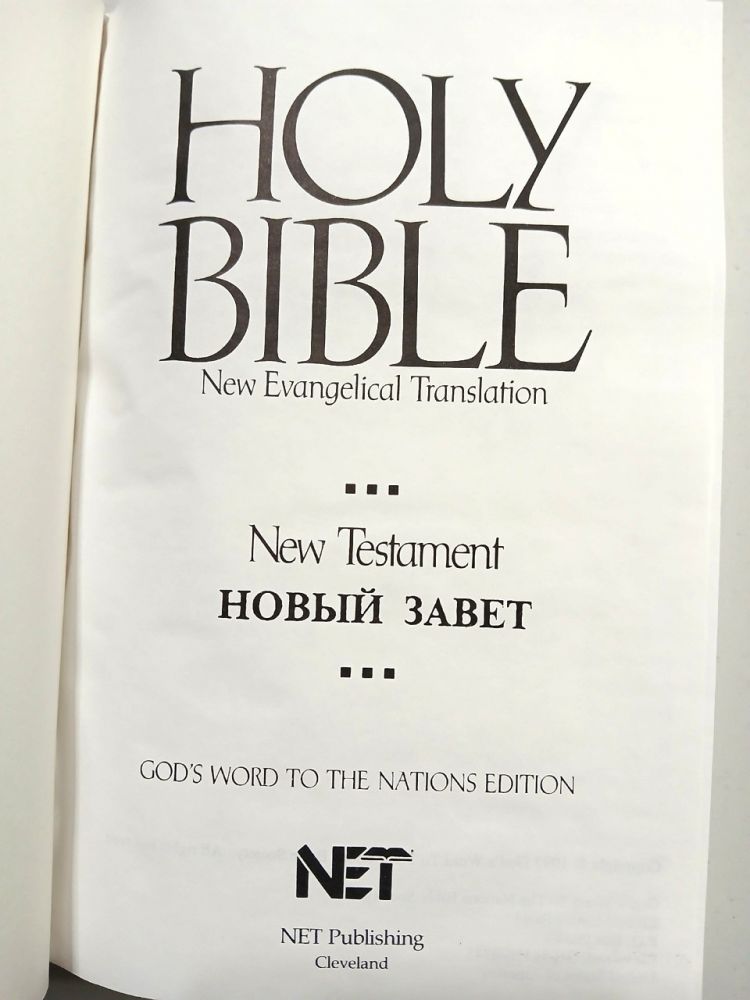 HOLY
BIBLE
New Evangelical Translation
New Testament
НОВЫЙ ЗАВЕТ
GOD'S WORD TO THE NATIONS EDITION
NET
NET Publishing
Cleveland